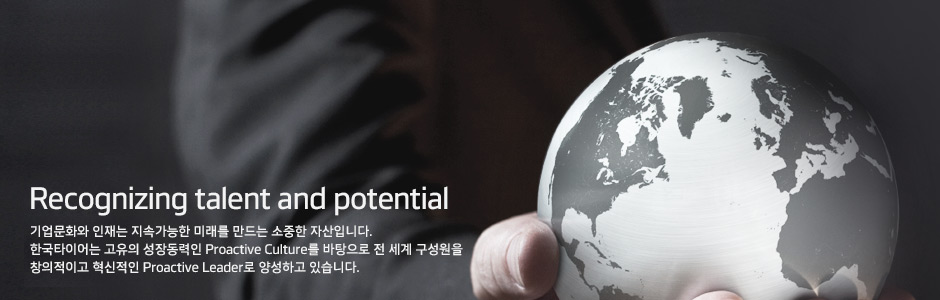 Recognizing talent and potential
기업문화와 인재는 지속가능한 미래를 만드는 소중한 자산입니다.
한국타이어는 고유의 성장동력인 Proactive Culture를 바탕으로 전 세계 구성원을
창의적이고 혁신적인 Proactive Leader로 양성하고 있습니다.